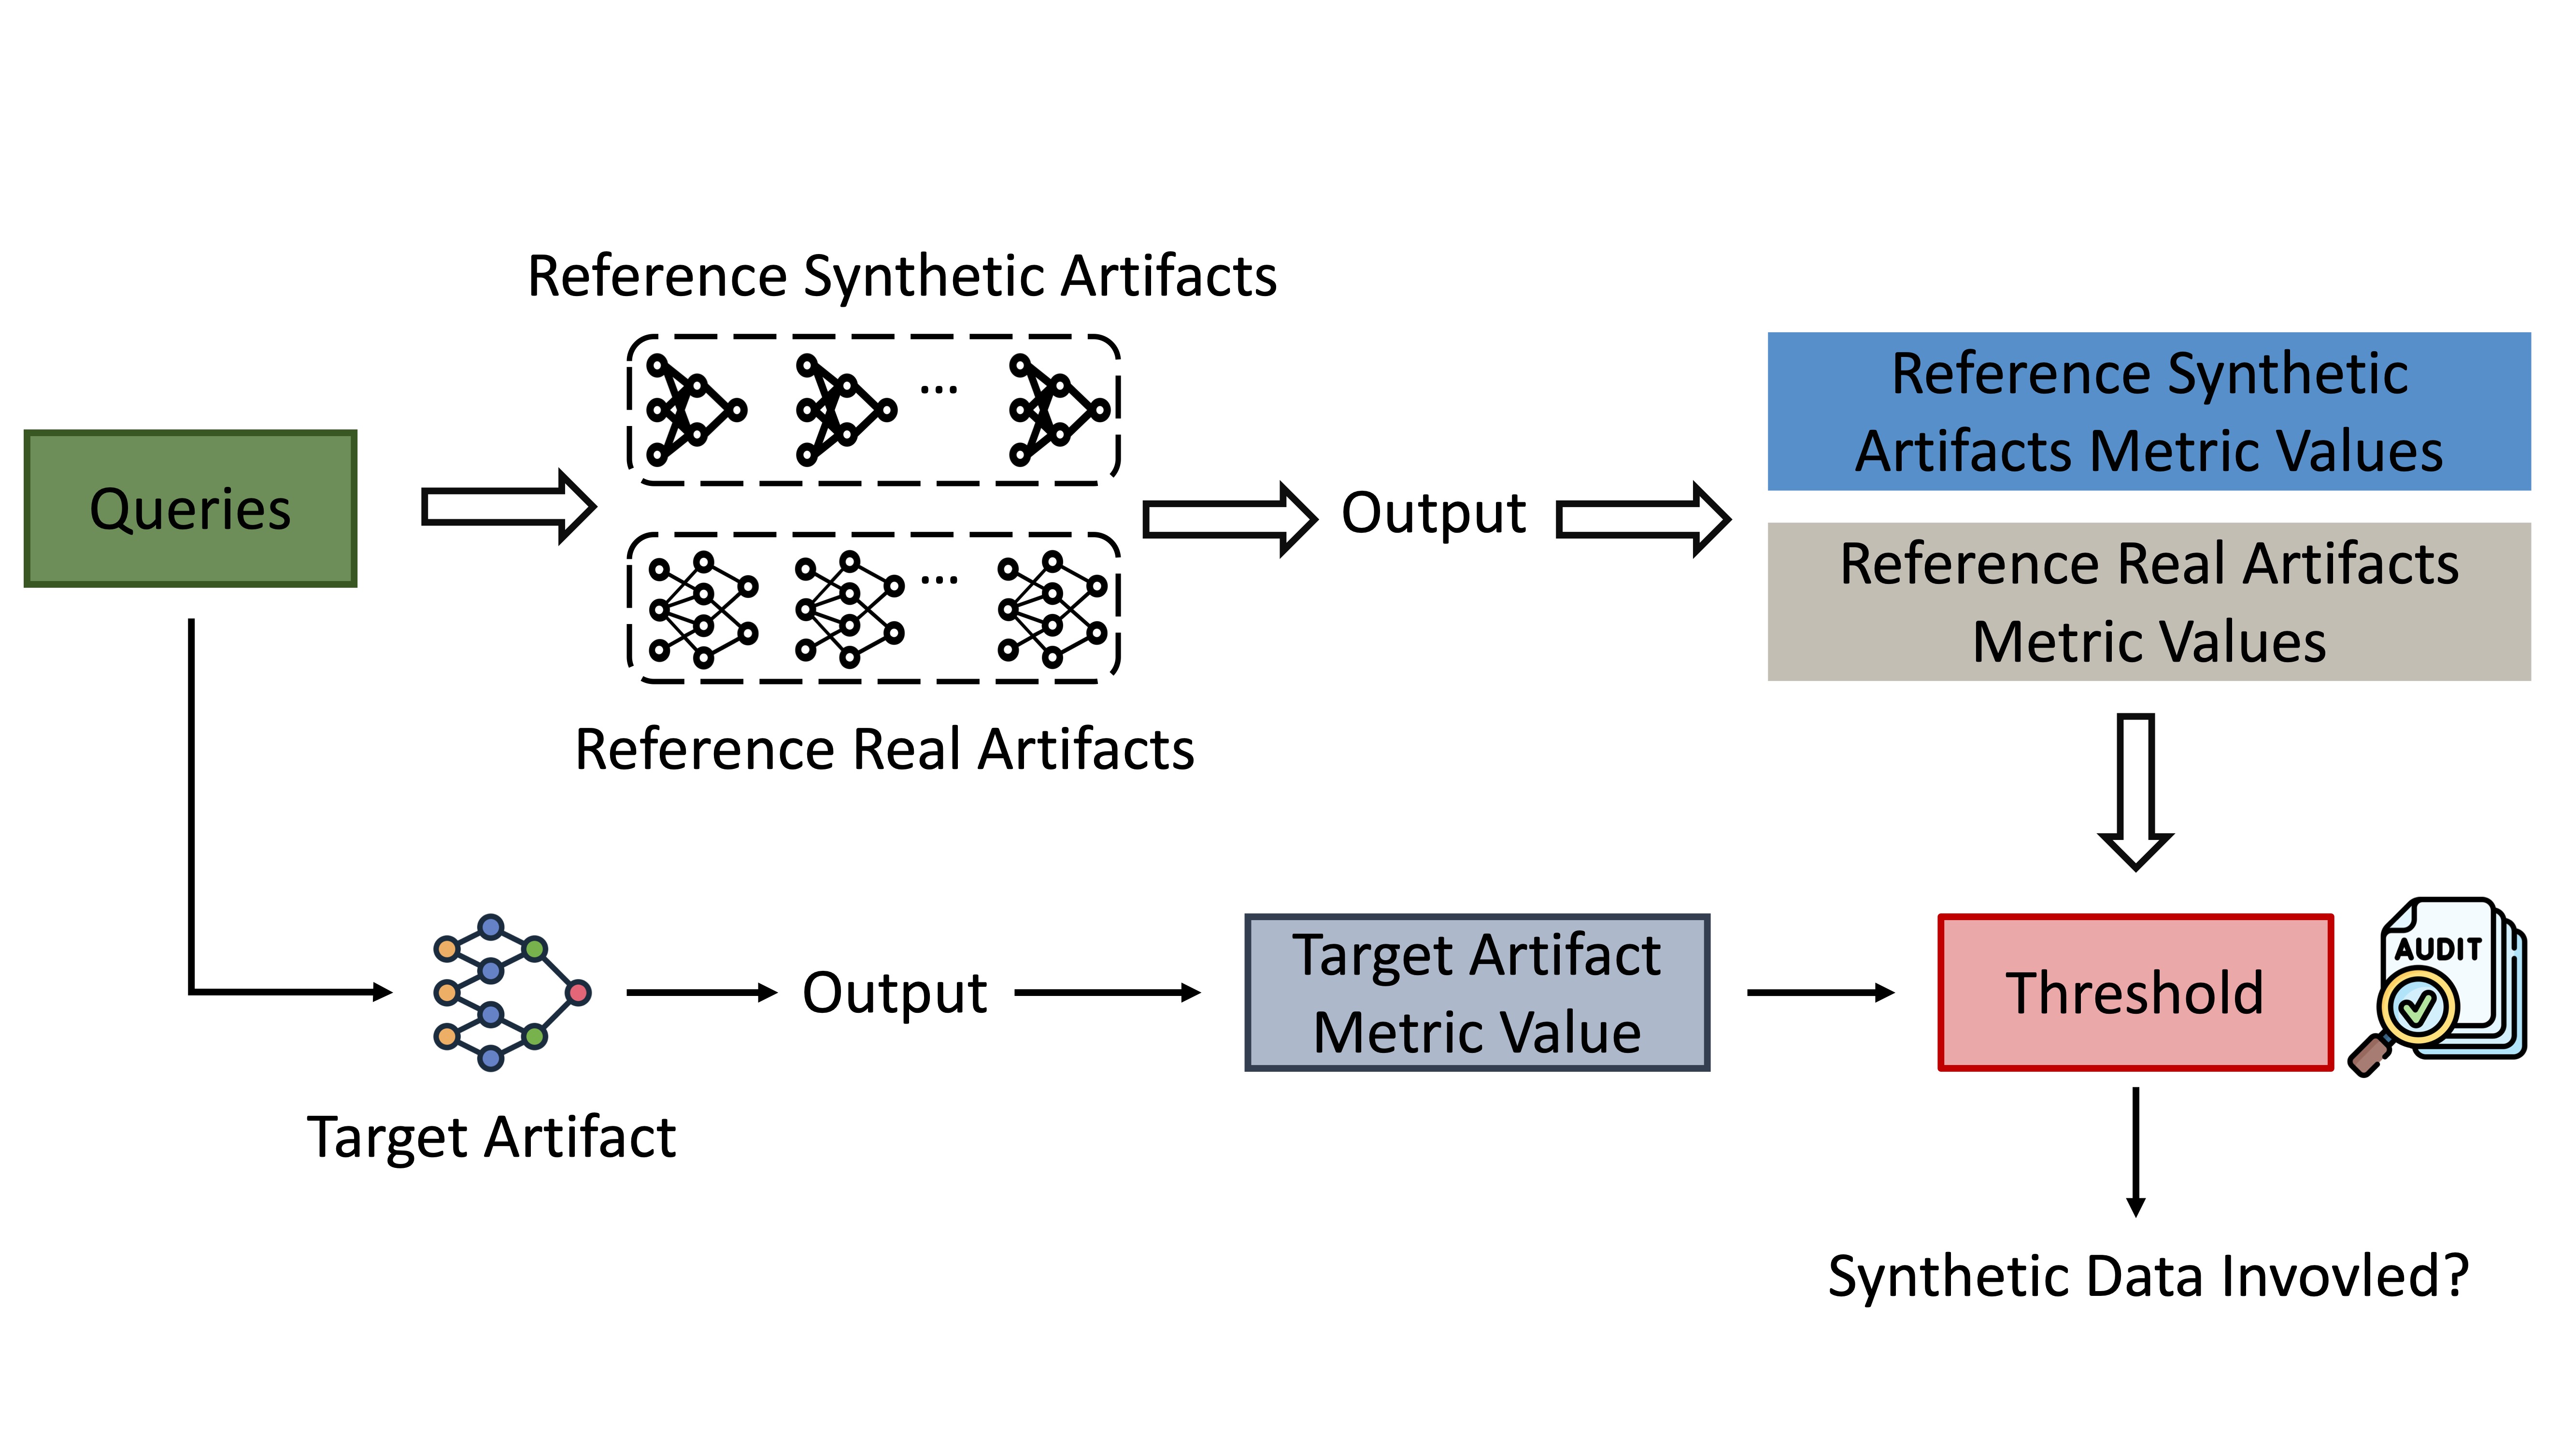 Reference Synthetic Artifacts
...
Queries
Output
Reference Synthetic
Artifacts Metric Values
...
Reference Real Artifacts
Metric Values
Reference Real Artifacts
Target Artifact
Output
Target Artifact
Metric Value
Threshold
AUDIT
Synthetic Data Invovled?